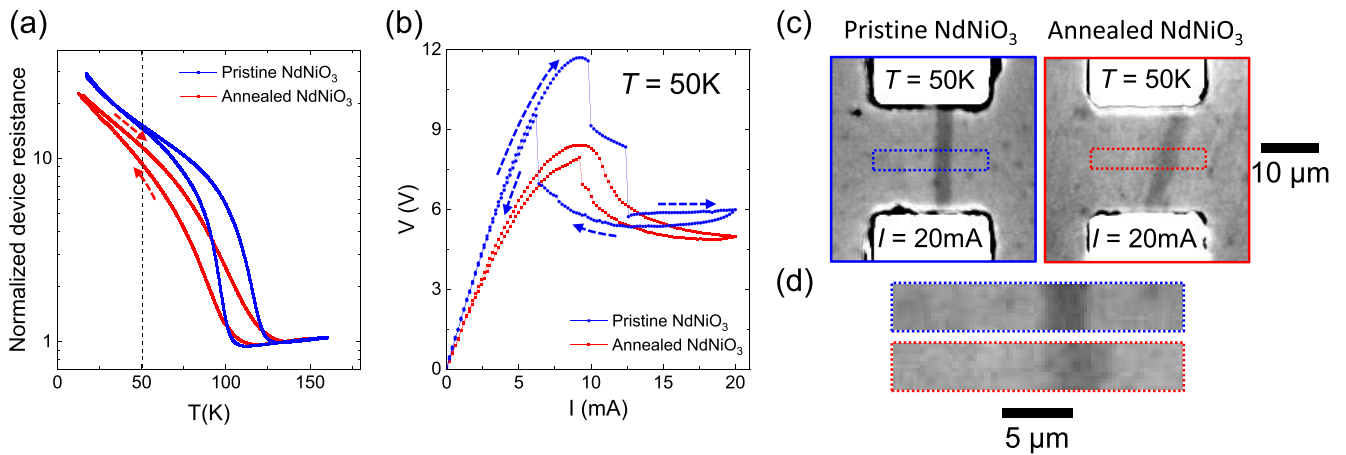 (a)
Normalized device resistance
10
1
0
50
100
150
T(K)
Pristine NdNiO₃
Annealed NdNiO₃
(b)
V (V)
12
9
6
3
0
0
5
10
15
20
I (mA)
T = 50K
Pristine NdNiO₃
Annealed NdNiO₃
(c)
Pristine NdNiO₃
Annealed NdNiO₃
T = 50K
I = 20mA
T = 50K
I = 20mA
10 µm
(d)
5 µm